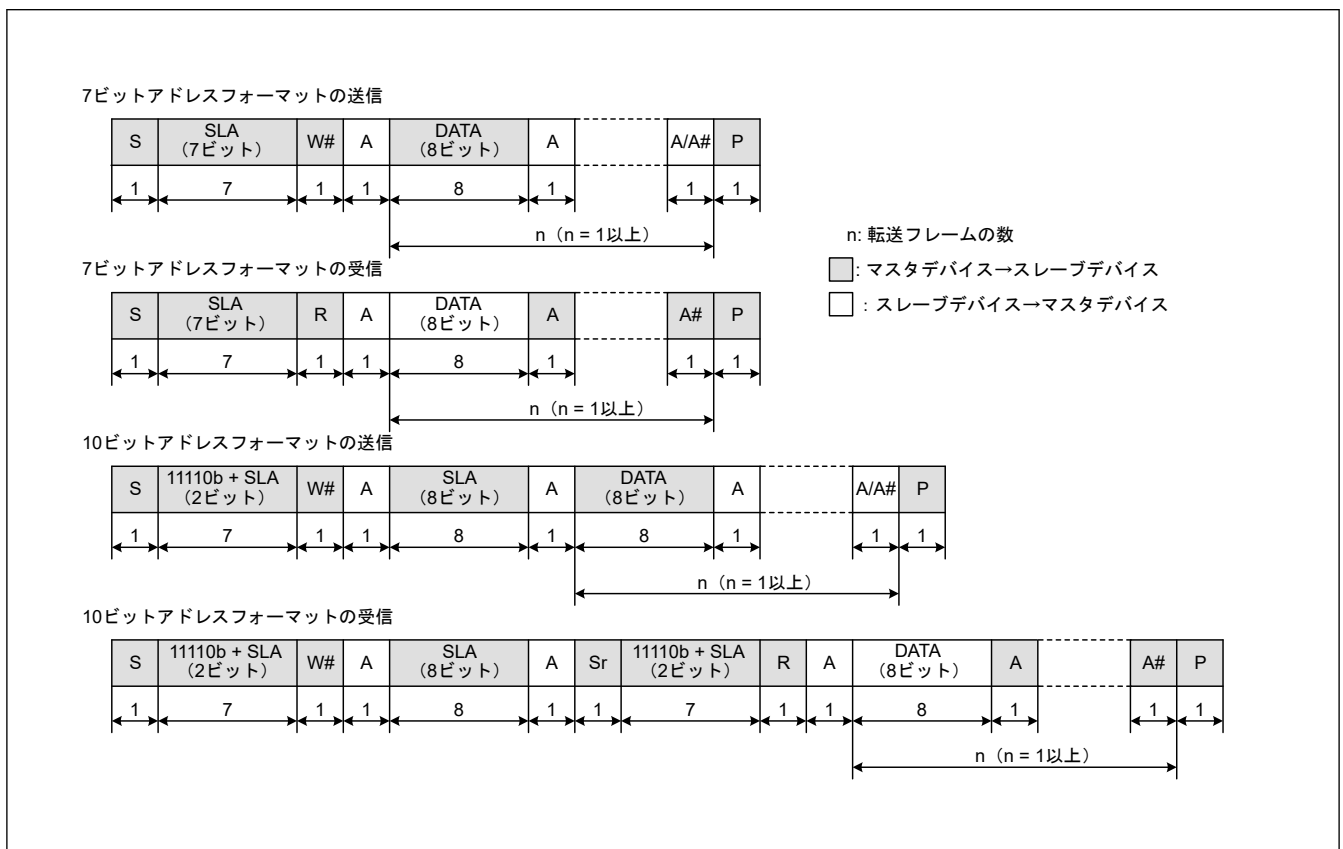 7ビットアドレスフォーマットの送信
S SLA（7ビット） W# A DATA（8ビット） A A/A# P
1 7 1 1 8 1 1 1
n（n = 1以上）
n: 転送フレームの数
: マスタデバイス→スレーブデバイス
: スレーブデバイス→マスタデバイス
7ビットアドレスフォーマットの受信
S SLA（7ビット） R A DATA（8ビット） A A# P
1 7 1 1 8 1 1 1
n（n = 1以上）
10ビットアドレスフォーマットの送信
S 11110b + SLA（2ビット） W# A SLA（8ビット） A DATA（8ビット） A A/A# P
1 7 1 1 8 1 8 1 1 1
n（n = 1以上）
10ビットアドレスフォーマットの受信
S 11110b + SLA（2ビット） W# A SLA（8ビット） A Sr 11110b + SLA（2ビット） R A DATA（8ビット） A A# P
1 7 1 1 8 1 1 7 1 1 8 1 1 1
n（n = 1以上）